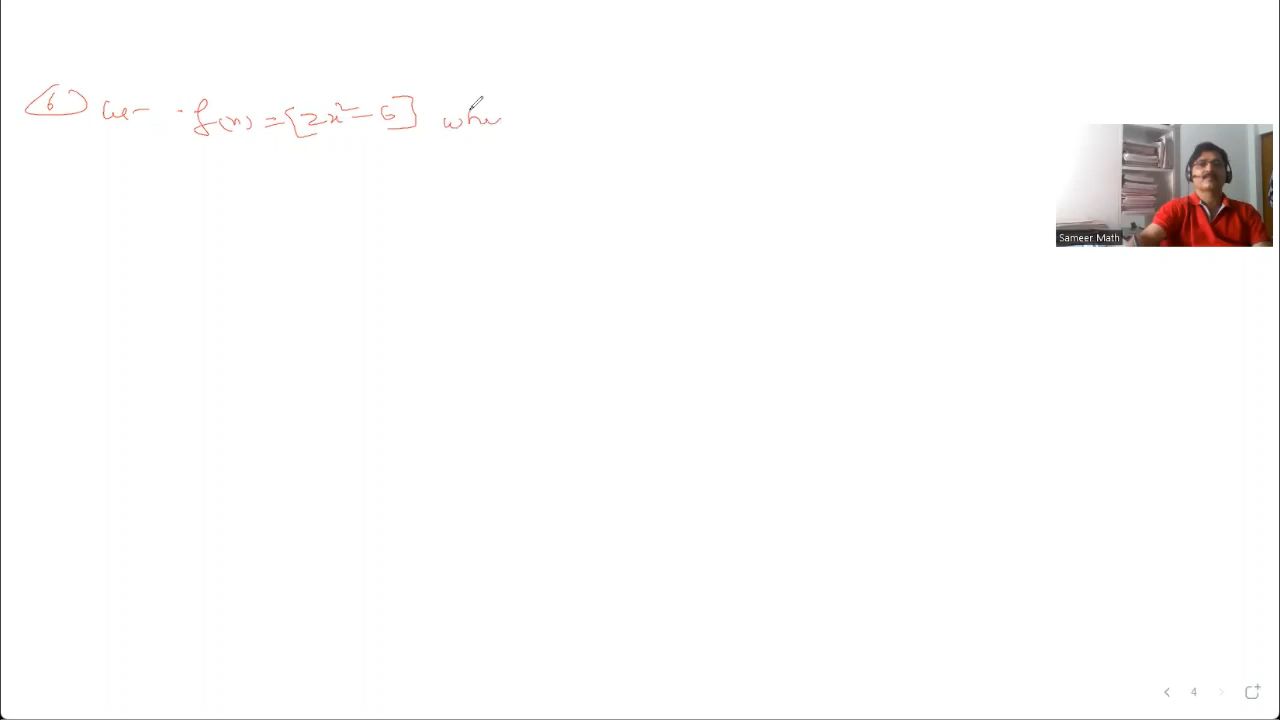 6 Let f(x) = [2x² - 6] whe
Sameer Math
4